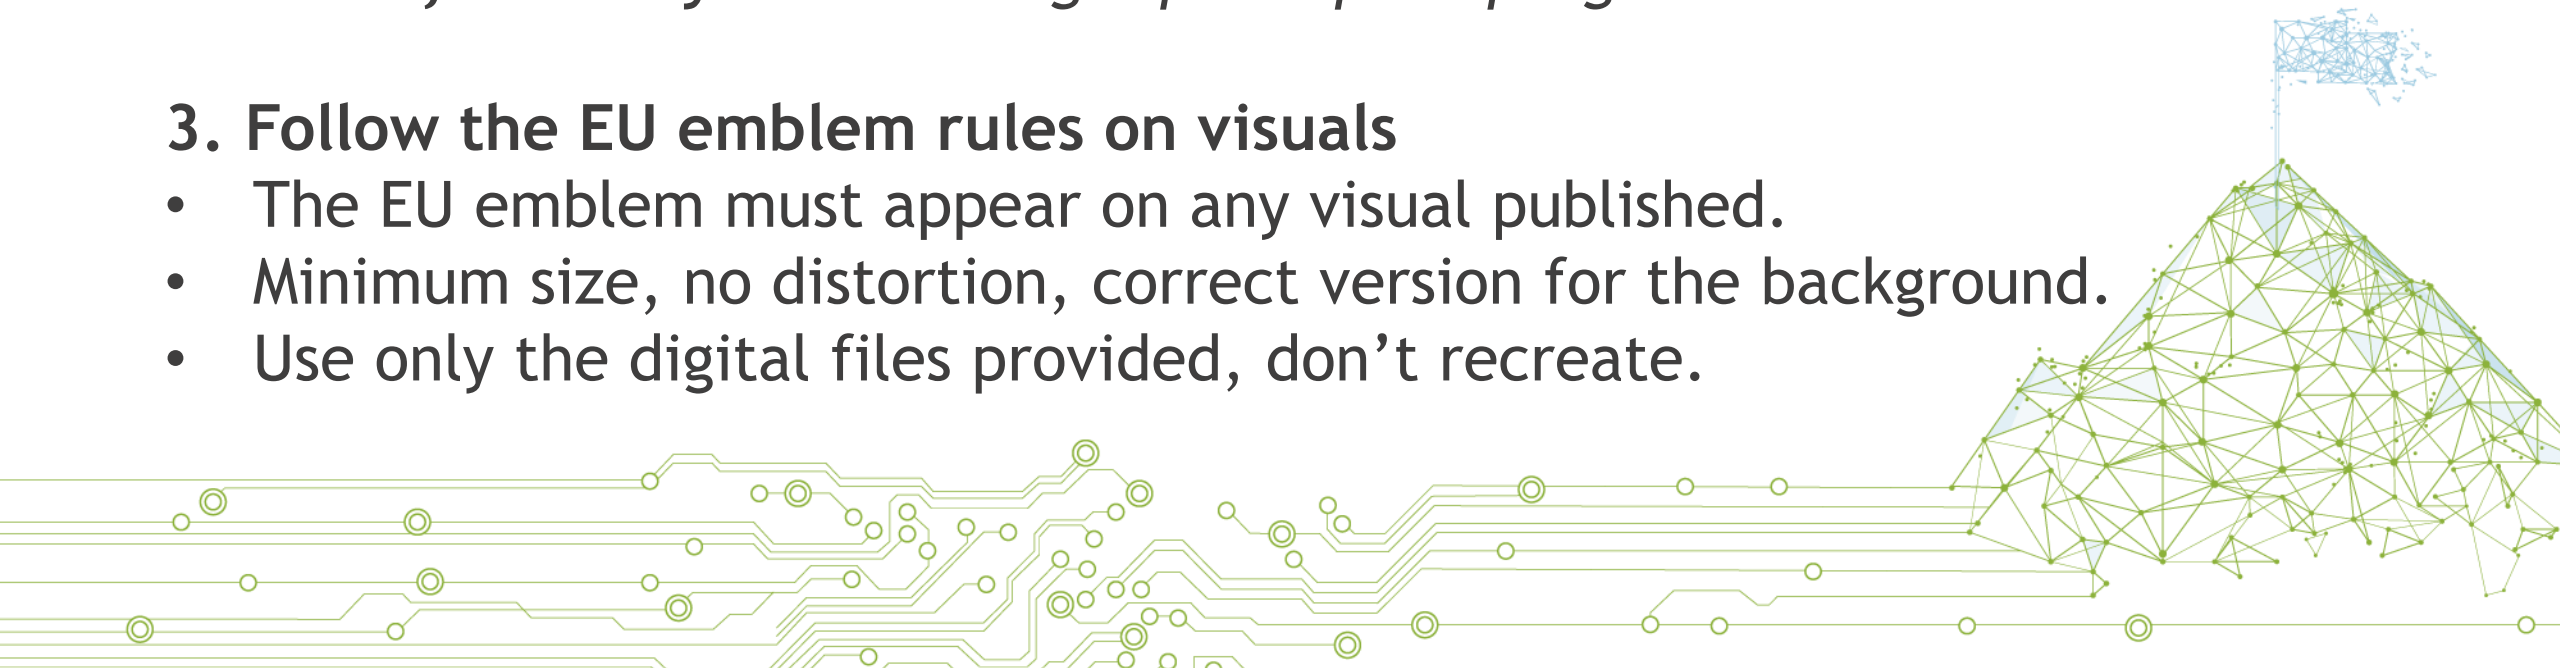 3. Follow the EU emblem rules on visuals
• The EU emblem must appear on any visual published.
• Minimum size, no distortion, correct version for the background.
• Use only the digital files provided, don’t recreate.